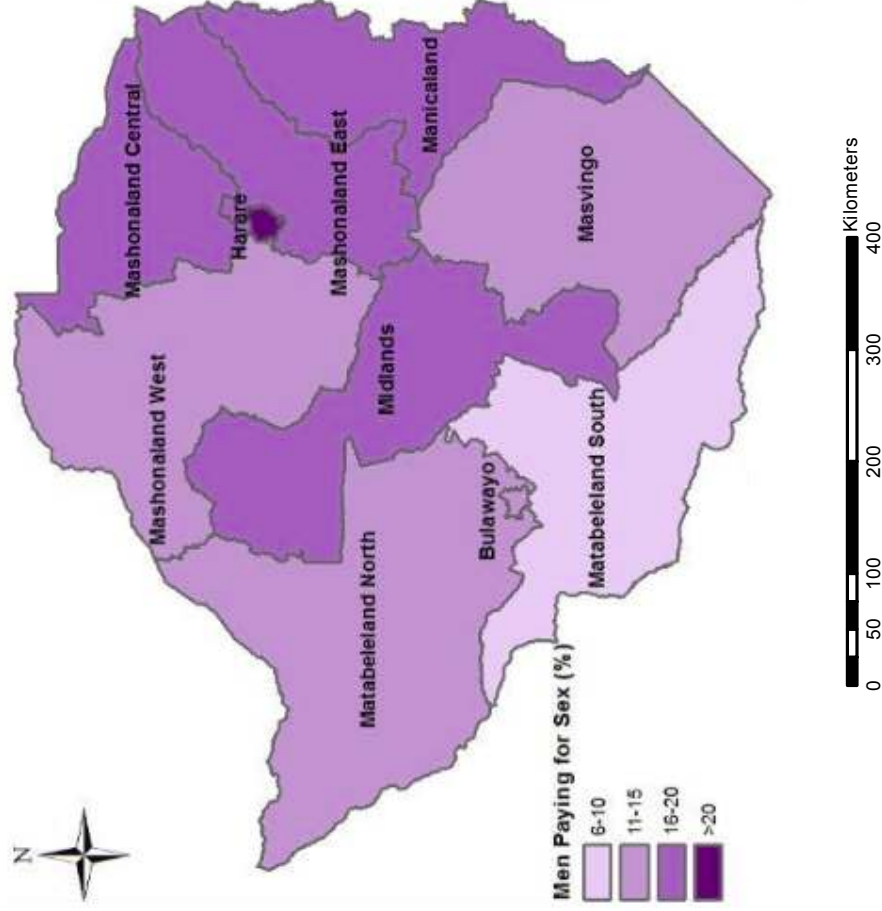 N
Mashonaland Central
Harare
Mashonaland West
Mashonaland East
Manicaland
Midlands
Matabeleland North
Bulawayo
Masvingo
Matabeleland South
Men Paying for Sex (%)
6-10
11-15
16-20
>20
Kilometers
0 50 100 200 300 400